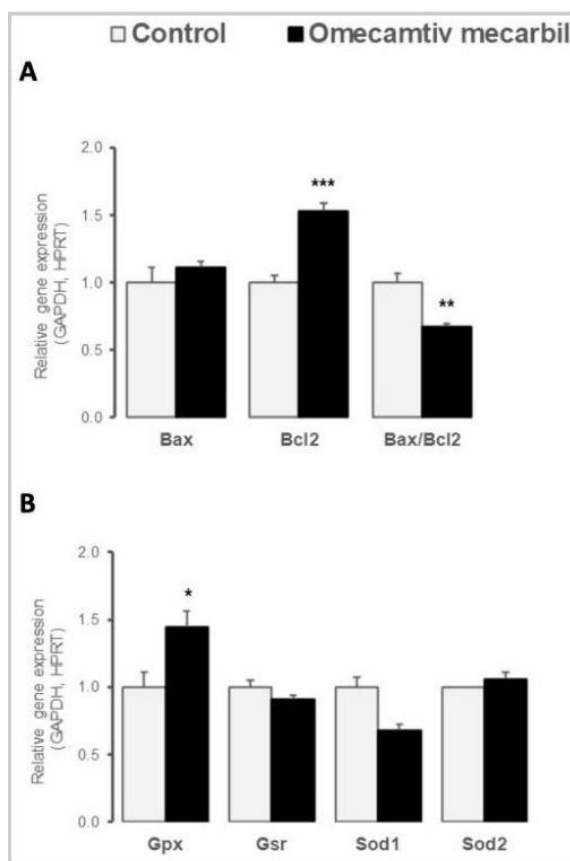 Control Omecamtiv mecarbil
A
Relative gene expression
(GAPDH, HPRT)
2.0
1.5
1.0
0.5
0.0
***
**
Bax Bcl2 Bax/Bcl2
B
Relative gene expression
(GAPDH, HPRT)
2.0
1.5
1.0
0.5
0.0
*
Gpx Gsr Sod1 Sod2